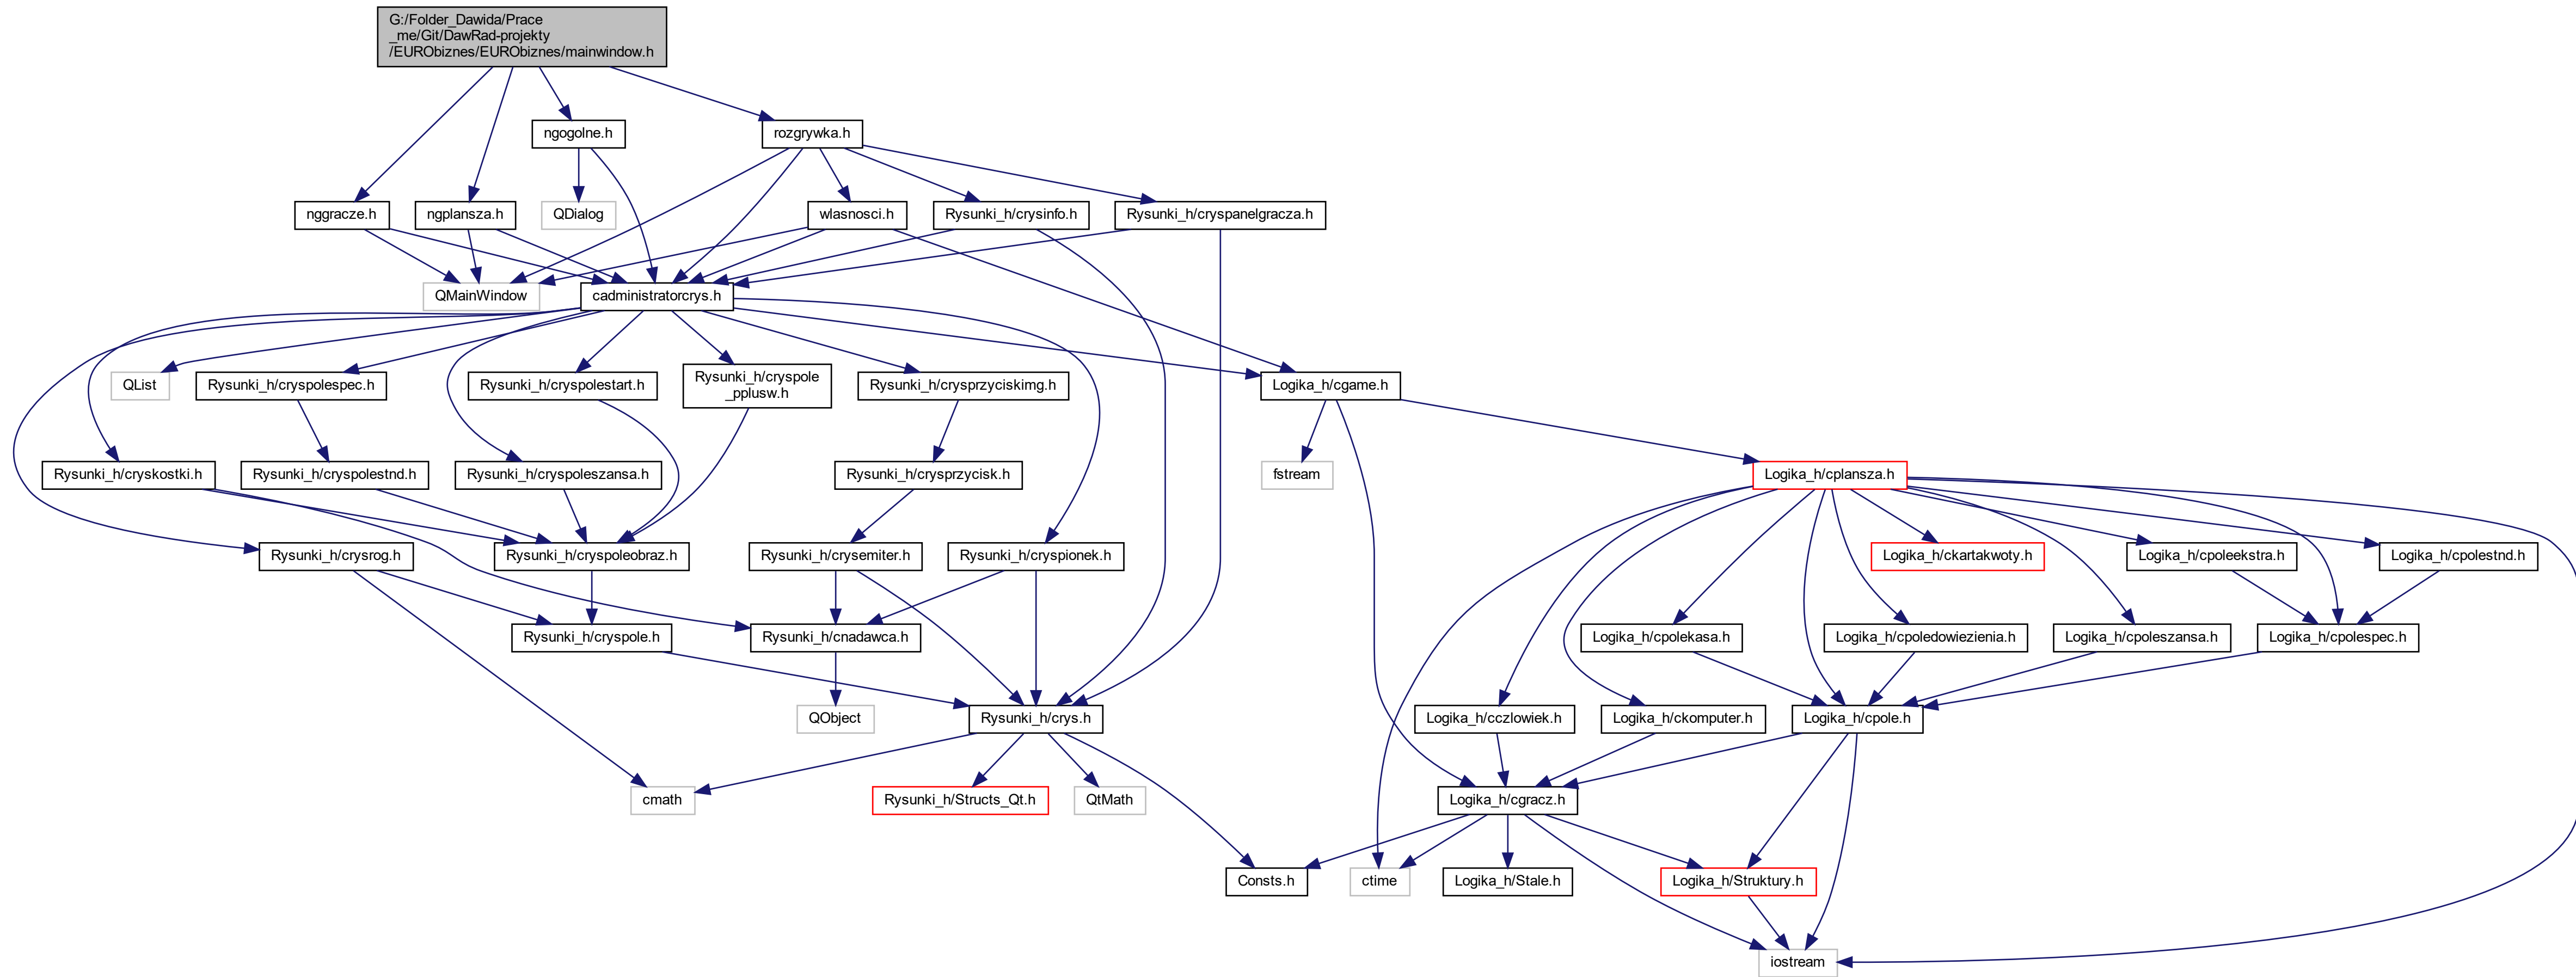 G:/Folder_Dawida/Prace
_me/Git/DawRad-projekty
/EURObiznes/EURObiznes/mainwindow.h
ngogolne.h
rozgrywka.h
nggracze.h
ngplansza.h
QDialog
wlasnosci.h
Rysunki_h/crysinfo.h
Rysunki_h/cryspanelgracza.h
QMainWindow
cadministratorcrys.h
QList
Rysunki_h/cryspolespec.h
Rysunki_h/cryspolestart.h
Rysunki_h/cryspole
_pplusw.h
Rysunki_h/crysprzyciskimg.h
Logika_h/cgame.h
Rysunki_h/cryskostki.h
Rysunki_h/cryspolestnd.h
Rysunki_h/cryspoleszansa.h
Rysunki_h/crysprzycisk.h
fstream
Logika_h/cplansza.h
Rysunki_h/crysrog.h
Rysunki_h/cryspoleobraz.h
Rysunki_h/crysemiter.h
Rysunki_h/cryspionek.h
Logika_h/ckartakwoty.h
Logika_h/cpoleekstra.h
Logika_h/cpolestnd.h
Rysunki_h/cryspole.h
Rysunki_h/cnadawca.h
Logika_h/cpolekasa.h
Logika_h/cpoledowiezienia.h
Logika_h/cpoleszansa.h
Logika_h/cpolespec.h
QObject
Rysunki_h/crys.h
Logika_h/cczlowiek.h
Logika_h/ckomputer.h
Logika_h/cpole.h
cmath
Rysunki_h/Structs_Qt.h
QtMath
Logika_h/cgracz.h
Consts.h
ctime
Logika_h/Stale.h
Logika_h/Struktury.h
iostream